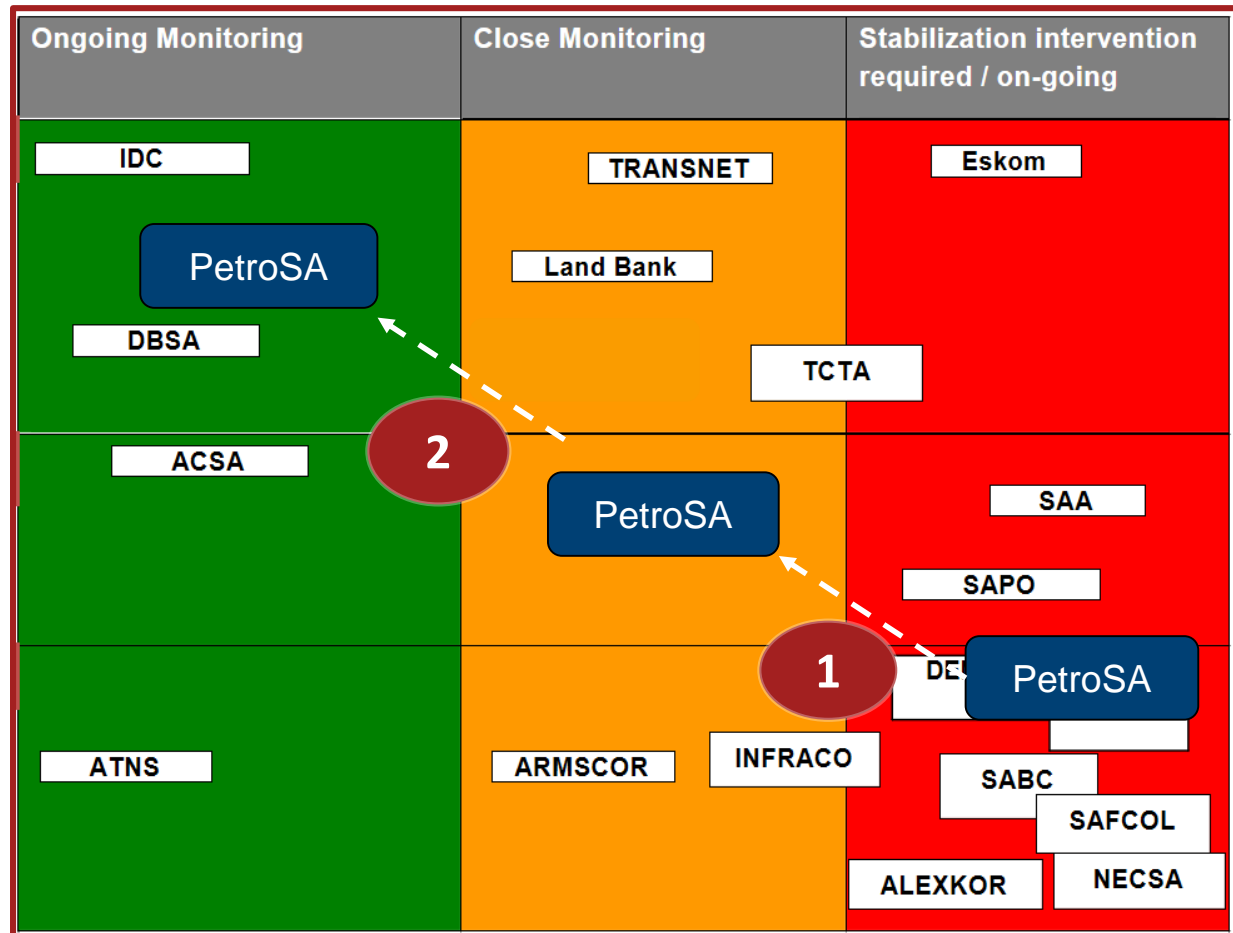 Ongoing Monitoring
Close Monitoring
Stabilization intervention
required / on-going
IDC
TRANSNET
Eskom
PetroSA
Land Bank
DBSA
TCTA
2
ACSA
PetroSA
SAA
SAPO
1
PetroSA
ATNS
ARMSCOR
INFRACO
SABC
SAFCOL
ALEXKOR
NECSA